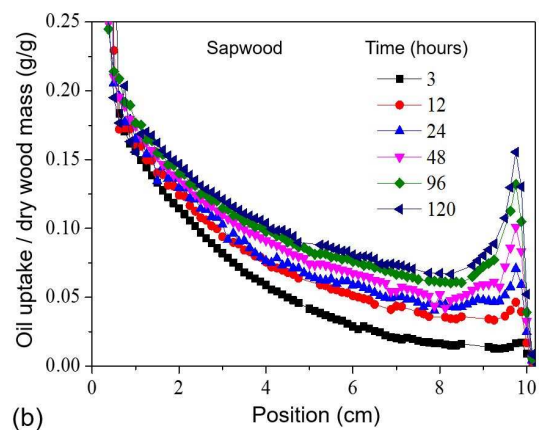 Sapwood
Time (hours)
3
12
24
48
96
120
Oil uptake / dry wood mass (g/g)
0.25
0.20
0.15
0.10
0.05
0.00
0 2 4 6 8 10
Position (cm)
(b)